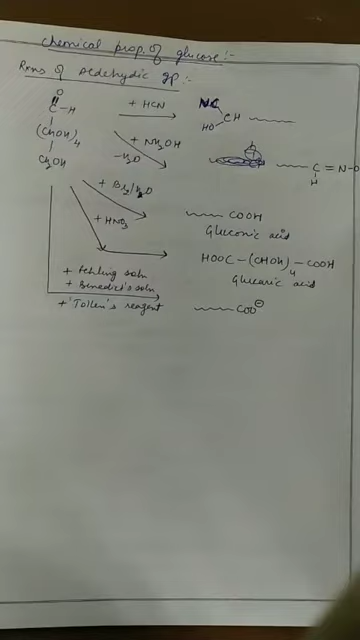 chemical prop. of glucose:-
Rxns of aldehydic gp:-
O
C-H
(CHOH)4
CH2OH
+ HCN
NC
HO
CH
+ NH2OH
-H2O
C=N-O
H
+ Br2/H2O
COOH
Gluconic acid
+ HNO3
HOOC-(CHOH)4-COOH
Glucaric acid
+ Fehling soln
+ Benedict's soln
+ Tollen's reagent
COO⊖